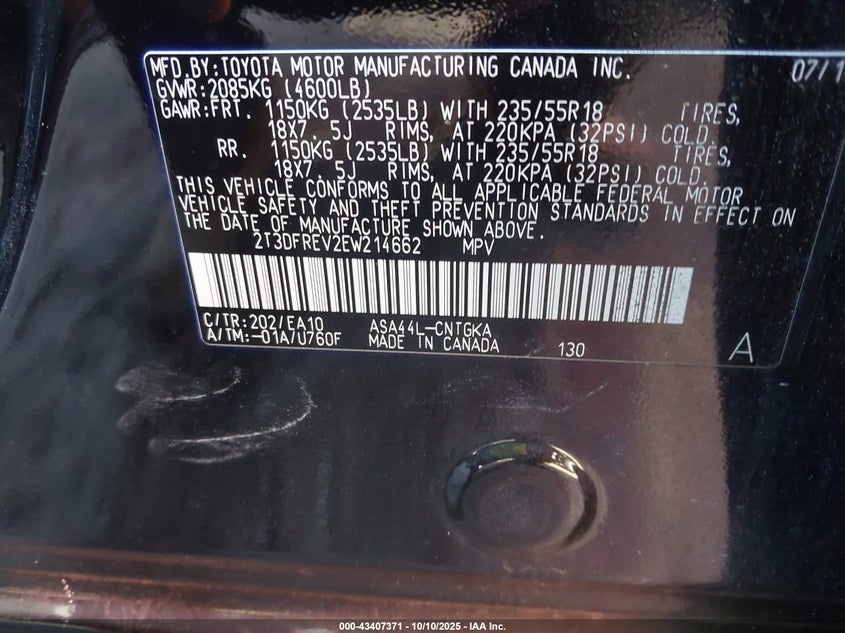 MFD.BY:TOYOTA MOTOR MANUFACTURING CANADA INC. 07/1
GVWR:2085KG (4600LB)
GAWR:FRT. 1150KG (2535LB) WITH 235/55R18 TIRES,
18X7. 5J RIMS, AT 220KPA (32PSI) COLD.
RR. 1150KG (2535LB) WITH 235/55R18 TIRES,
18X7. 5J RIMS, AT 220KPA (32PSI) COLD.
THIS VEHICLE CONFORMS TO ALL APPLICABLE FEDERAL MOTOR
VEHICLE SAFETY AND THEFT PREVENTION STANDARDS IN EFFECT ON
THE DATE OF MANUFACTURE SHOWN ABOVE.
2T3DFREV2EW214662 MPV
C/TR:202/EA10 ASA44L-CNTGKA
A/TM:-01A/U760F MADE IN CANADA 130 A
000-43407371 - 10/10/2025 - IAA Inc.